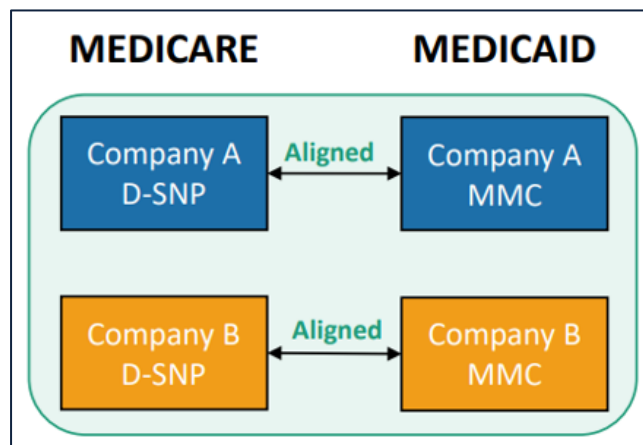 MEDICARE MEDICAID
Company A
D-SNP
Aligned
Company A
MMC
Company B
D-SNP
Aligned
Company B
MMC